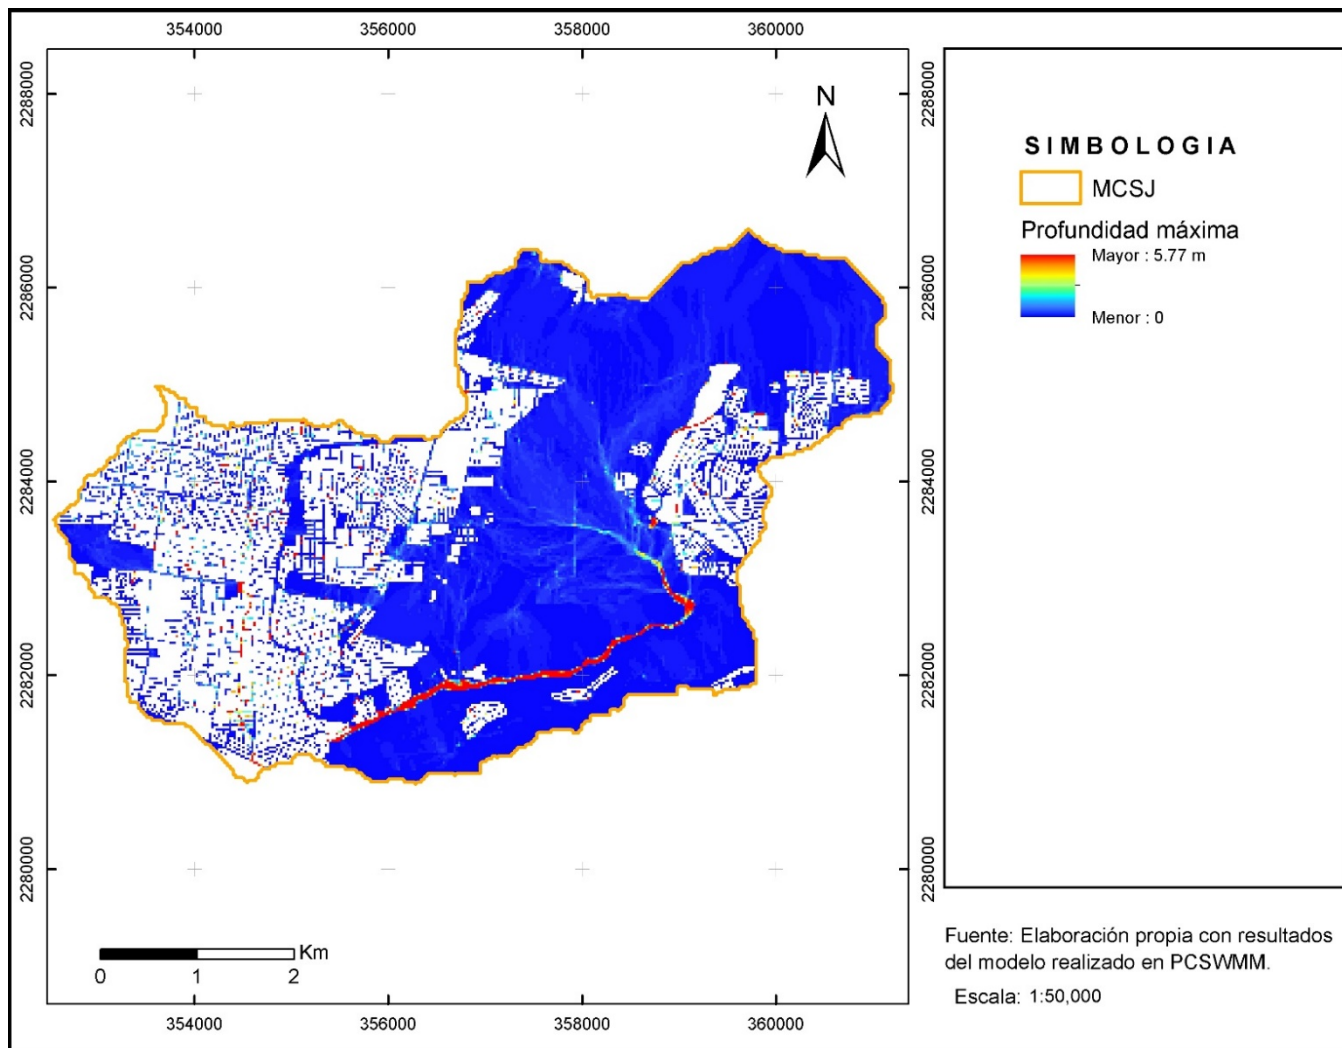 354000 356000 358000 360000
2288000 2288000
N
SIMBOLOGIA
MCSJ
Profundidad máxima
Mayor : 5.77 m
Menor : 0
2286000 2286000
2284000 2284000
2282000 2282000
2280000 2280000
Km
0 1 2
354000 356000 358000 360000
Fuente: Elaboración propia con resultados
del modelo realizado en PCSWMM.
Escala: 1:50,000